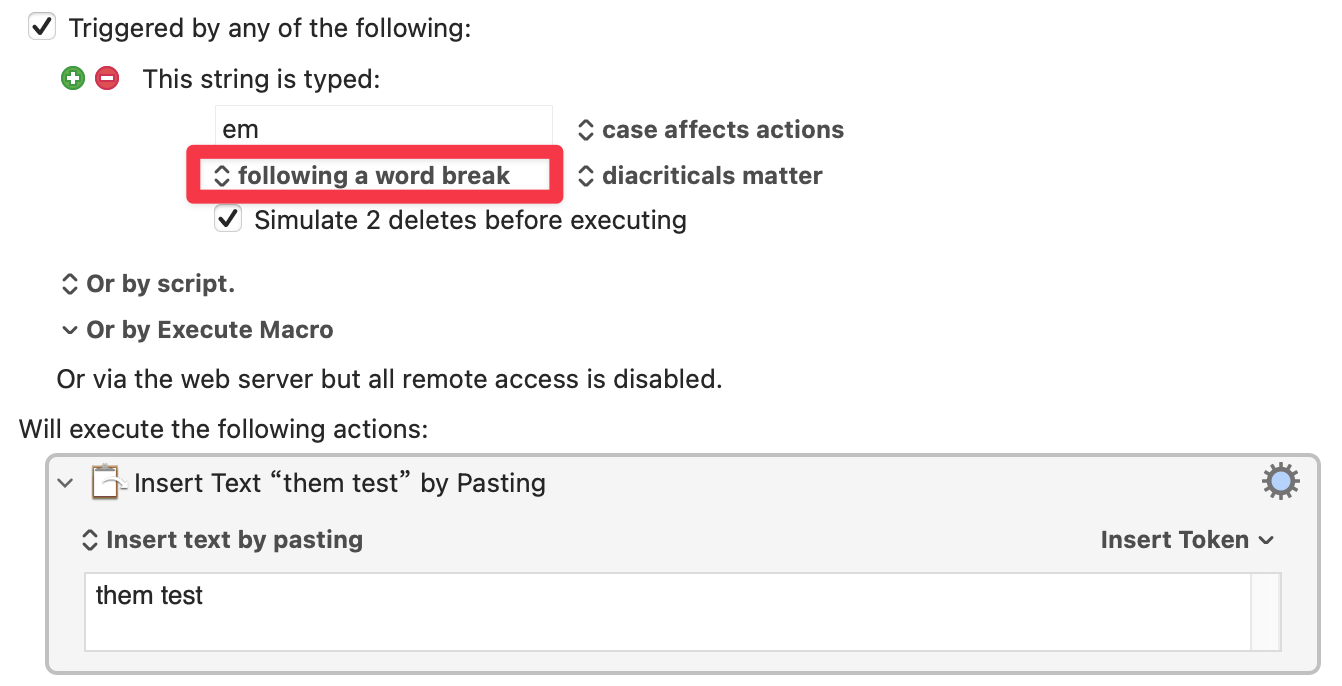 Triggered by any of the following:
This string is typed:
em
case affects actions
following a word break
diacriticals matter
Simulate 2 deletes before executing
Or by script.
Or by Execute Macro
Or via the web server but all remote access is disabled.
Will execute the following actions:
Insert Text “them test” by Pasting
Insert text by pasting
Insert Token
them test